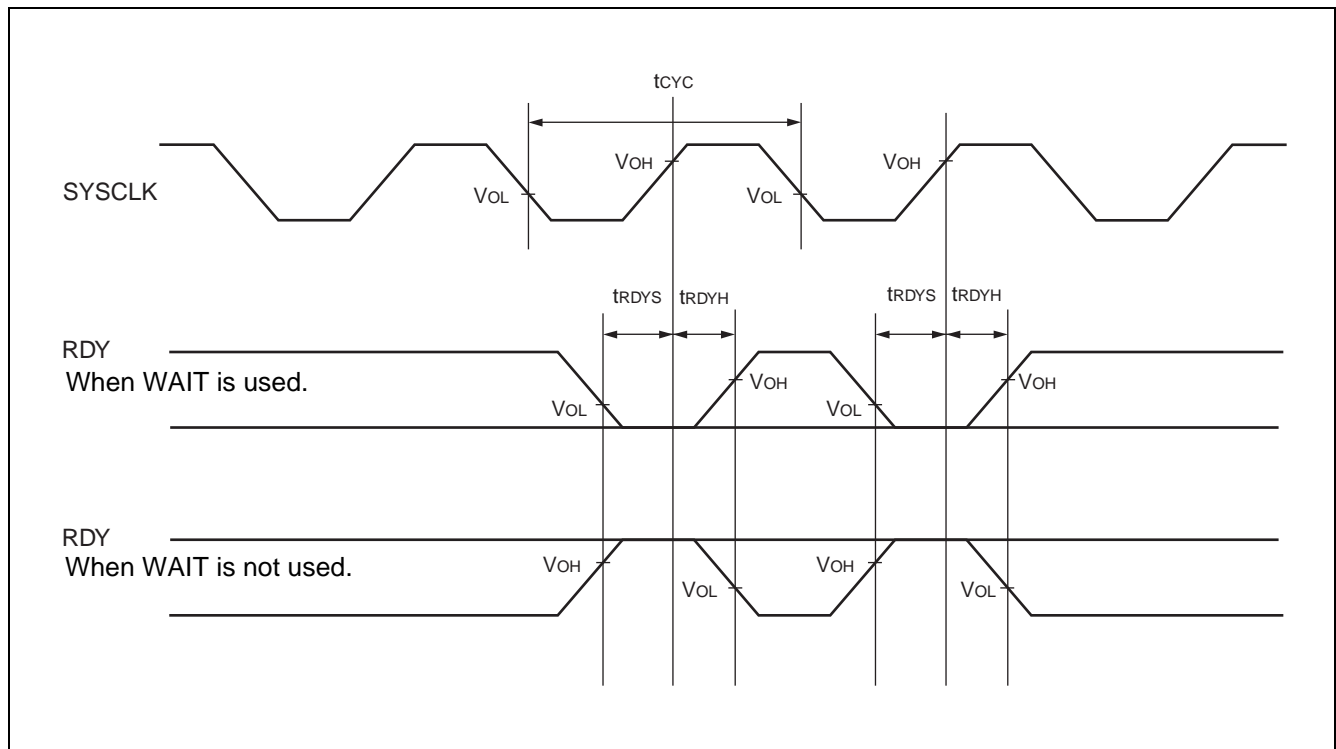 tCYC
VOH
VOH
SYSCLK
VOL
VOL
tRDYS
tRDYH
tRDYS
tRDYH
RDY
When WAIT is used.
VOH
VOH
VOL
VOL
RDY
When WAIT is not used.
VOH
VOH
VOL
VOL